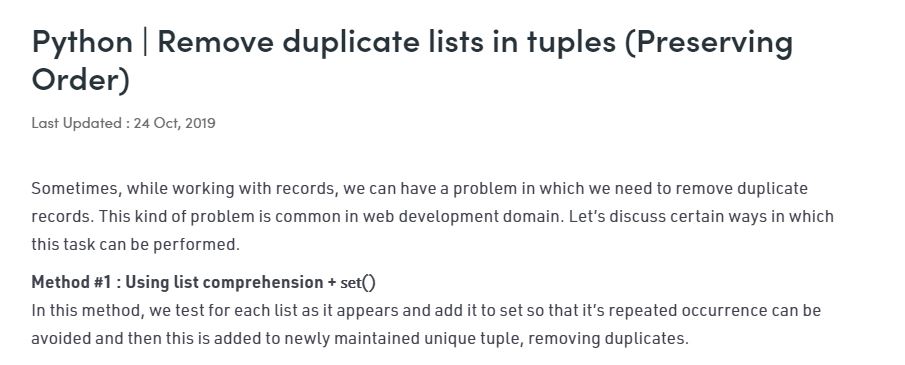 Python | Remove duplicate lists in tuples (Preserving
Order)
Last Updated : 24 Oct, 2019
Sometimes, while working with records, we can have a problem in which we need to remove duplicate
records. This kind of problem is common in web development domain. Let's discuss certain ways in which
this task can be performed.
Method #1 : Using list comprehension + set()
In this method, we test for each list as it appears and add it to set so that it's repeated occurrence can be
avoided and then this is added to newly maintained unique tuple, removing duplicates.